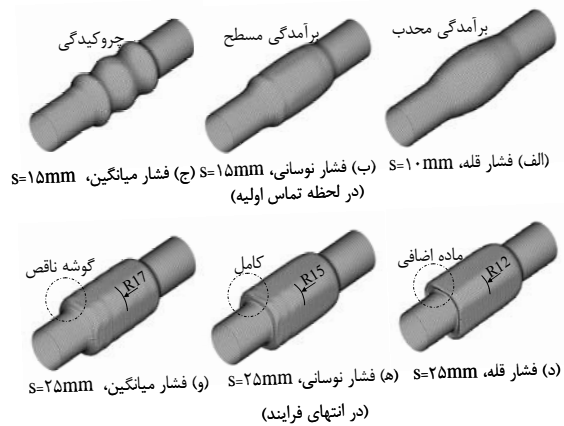 برآمدگی محدب
برآمدگی مسطح
چروکیدگی
(الف) فشار قله، s=۱۰mm
(ب) فشار نوسانی، s=۱۵mm
(ج) فشار میانگین، s=۱۵mm
(در لحظه تماس اولیه)
ماده اضافی
R12
کامل
R15
گوشه ناقص
R17
(د) فشار قله، s=۲۵mm
(ه) فشار نوسانی، s=۲۵mm
(و) فشار میانگین، s=۲۵mm
(در انتهای فرایند)